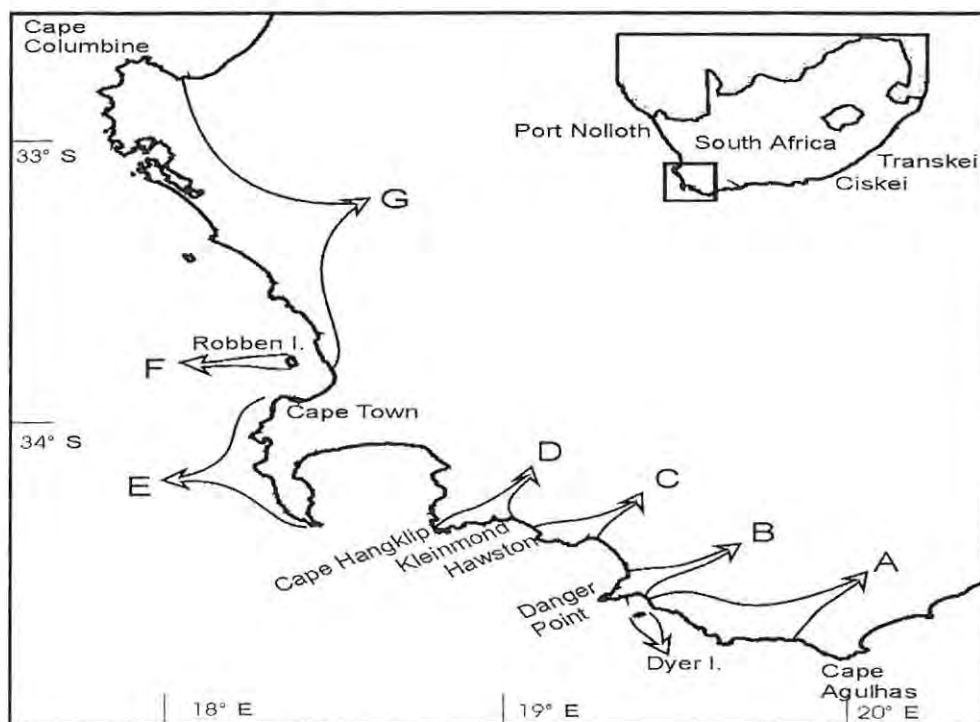 Cape
Columbine
33° S
Port Nolloth
South Africa
Transkei
Ciskei
G
Robben I.
F
Cape Town
34° S
E
D
C
Cape Hangklip
Kleinmond
Hawston
B
A
Danger
Point
Dyer I.
Cape
Agulhas
18° E
19° E
20° E